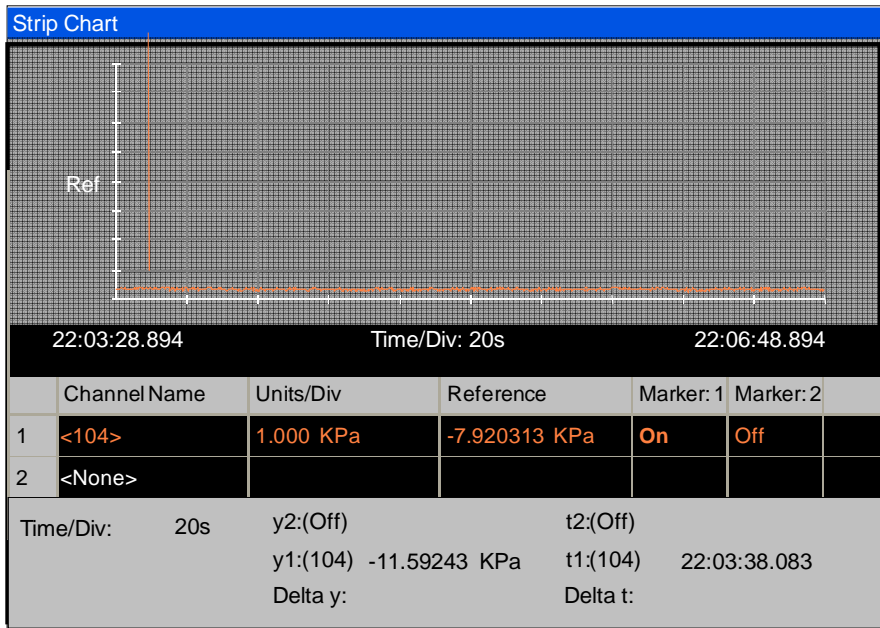 Strip Chart
Ref
22:03:28.894 Time/Div: 20s 22:06:48.894
Channel Name Units/Div Reference Marker: 1 Marker: 2
1 <104> 1.000 KPa -7.920313 KPa On Off
2 <None>
Time/Div: 20s y2:(Off) t2:(Off)
y1:(104) -11.59243 KPa t1:(104) 22:03:38.083
Delta y: Delta t: